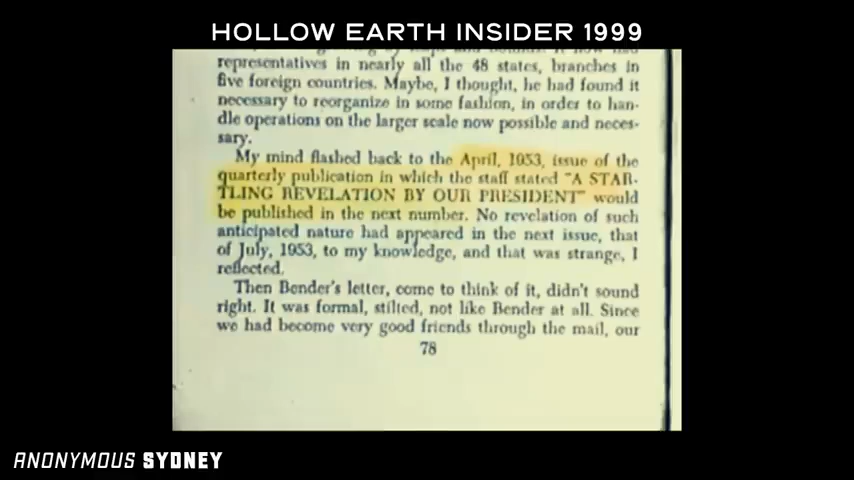 HOLLOW EARTH INSIDER 1999
representatives in nearly all the 48 states, branches in
five foreign countries. Maybe, I thought, he had found it
necessary to reorganize in some fashion, in order to han-
dle operations on the larger scale now possible and neces-
sary.
My mind flashed back to the April, 1953, issue of the
quarterly publication in which the staff stated "A STAR-
TLING REVELATION BY OUR PRESIDENT" would
be published in the next number. No revelation of such
anticipated nature had appeared in the next issue, that
of July, 1953, to my knowledge, and that was strange, I
reflected.
Then Bender's letter, come to think of it, didn't sound
right. It was formal, stilted, not like Bender at all. Since
we had become very good friends through the mail, our
78
ANONYMOUS SYDNEY